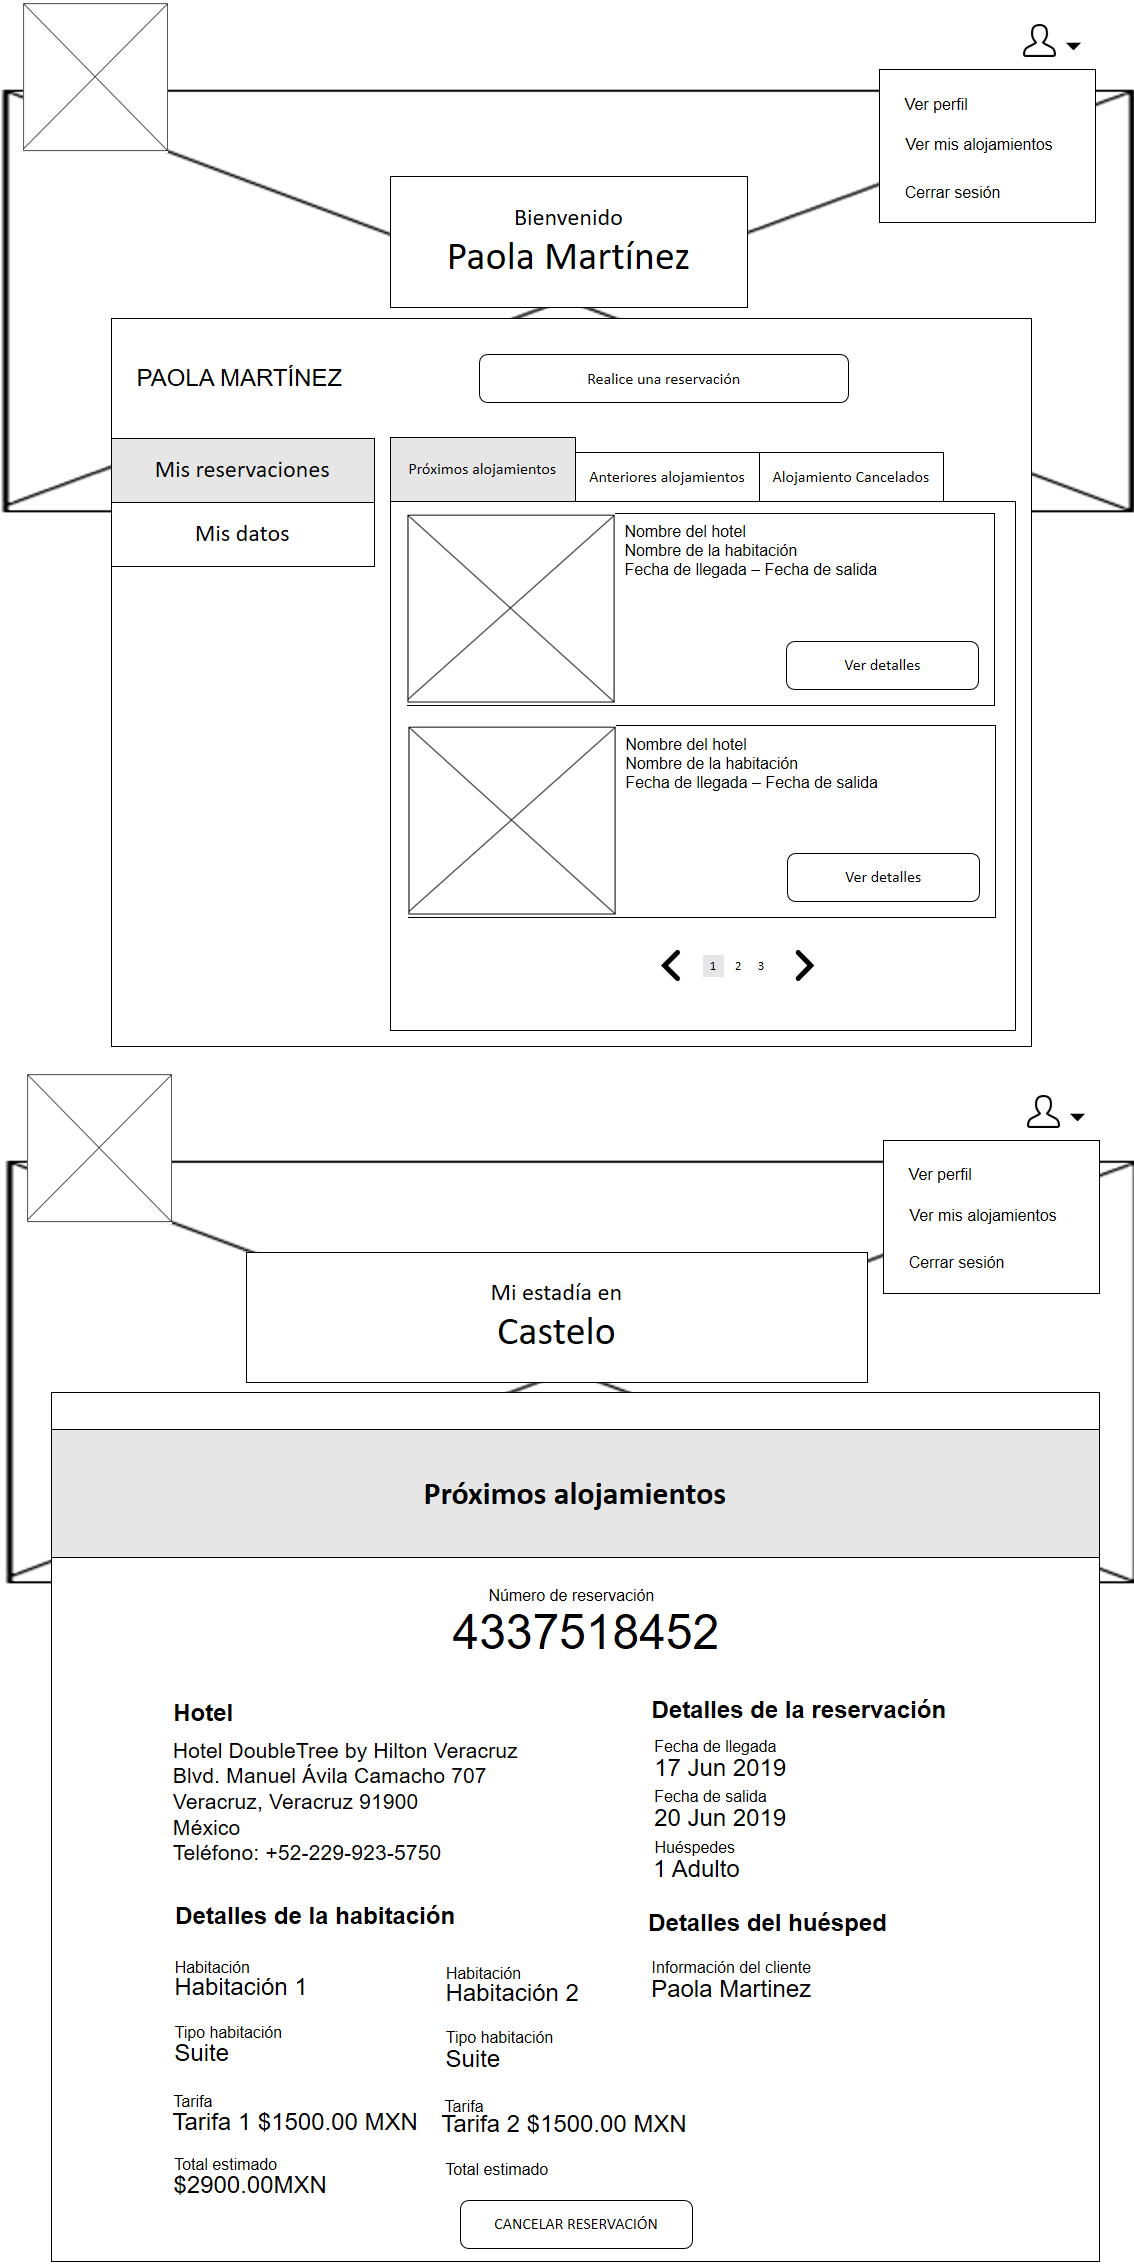 Ver perfil
Ver mis alojamientos
Cerrar sesión
Bienvenido
Paola Martínez
PAOLA MARTÍNEZ
Realice una reservación
Mis reservaciones
Mis datos
Próximos alojamientos
Anteriores alojamientos
Alojamiento Cancelados
Nombre del hotel
Nombre de la habitación
Fecha de llegada – Fecha de salida
Ver detalles
Nombre del hotel
Nombre de la habitación
Fecha de llegada – Fecha de salida
Ver detalles
1 2 3
Ver perfil
Ver mis alojamientos
Cerrar sesión
Mi estadía en
Castelo
Próximos alojamientos
Número de reservación
4337518452
Hotel
Hotel DoubleTree by Hilton Veracruz
Blvd. Manuel Ávila Camacho 707
Veracruz, Veracruz 91900
México
Teléfono: +52-229-923-5750
Detalles de la reservación
Fecha de llegada
17 Jun 2019
Fecha de salida
20 Jun 2019
Huéspedes
1 Adulto
Detalles de la habitación
Habitación
Habitación 1
Tipo habitación
Suite
Tarifa
Tarifa 1 $1500.00 MXN
Total estimado
$2900.00MXN
Habitación
Habitación 2
Tipo habitación
Suite
Tarifa
Tarifa 2 $1500.00 MXN
Total estimado
Detalles del huésped
Información del cliente
Paola Martinez
CANCELAR RESERVACIÓN